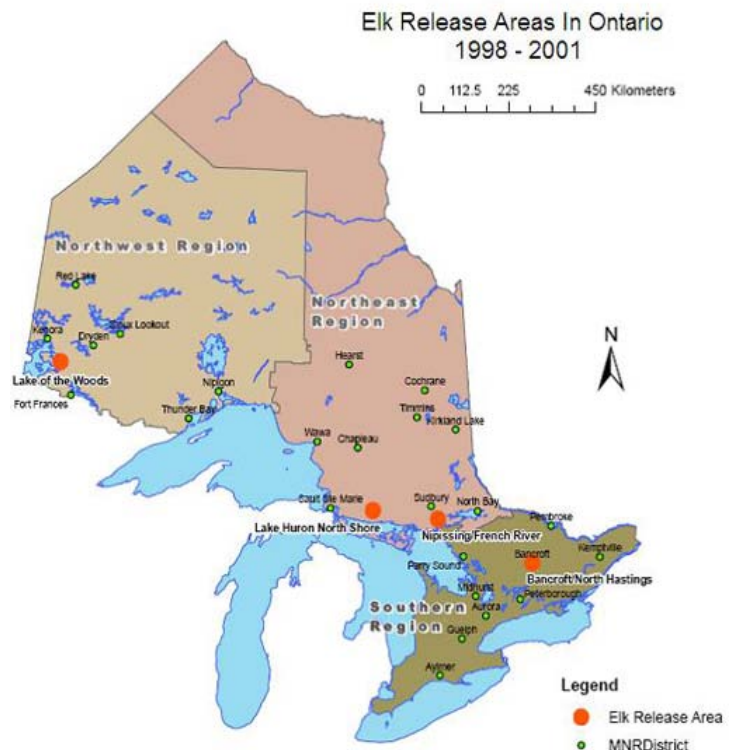 Elk Release Areas In Ontario
1998 - 2001
0 112.5 225 450 Kilometers
Northwest Region
Red Lake
Northeast
Region
N
Kenora
Dryden
Sioux Lookout
Hearst
Lake of the Woods
Nipigon
Cochrane
Fort Frances
Thunder Bay
Timmins
Kirkland Lake
Wawa
Chapleau
Sault Ste Marie
Sudbury
North Bay
Lake Huron North Shore
Nipissing/French River
Pembroke
Parry Sound
Bancroft
Kemptville
Bancroft/North Hastings
Midhurst
Peterborough
Southern
Region
Aurora
Guelph
Aylmer
Legend
Elk Release Area
MNRDistrict